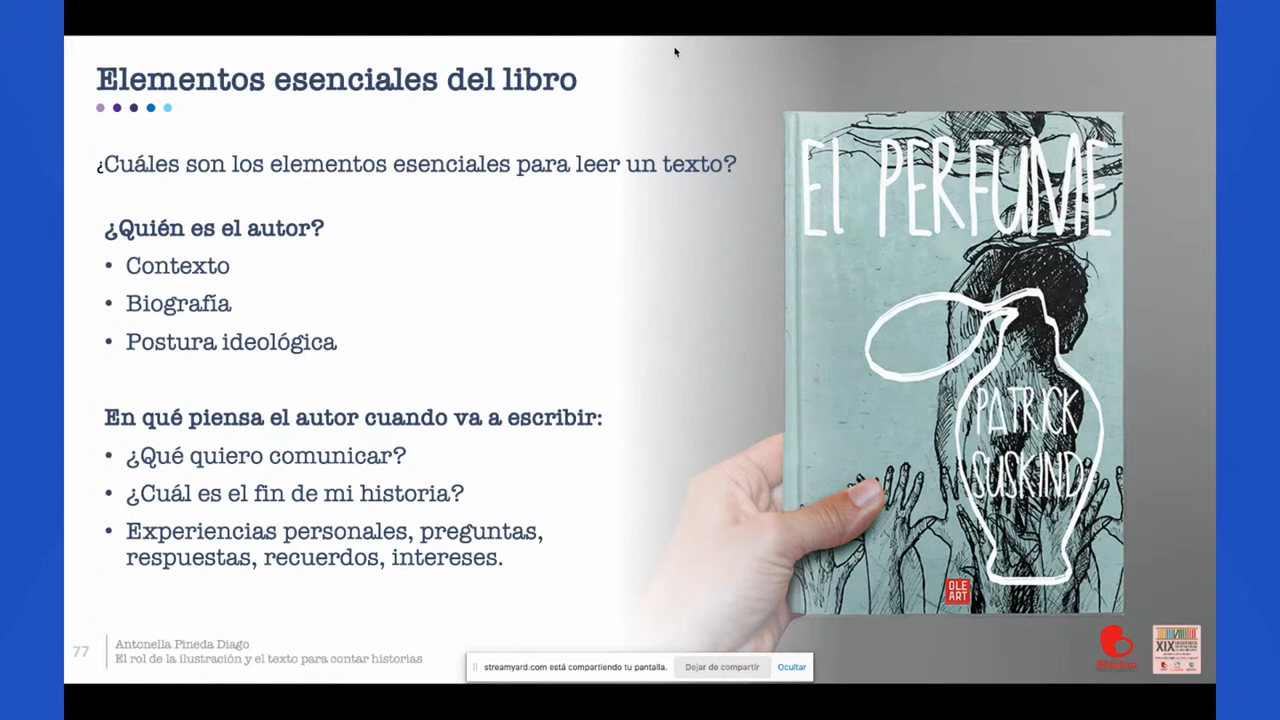 Elementos esenciales del libro
¿Cuáles son los elementos esenciales para leer un texto?
¿Quién es el autor?
• Contexto
• Biografía
• Postura ideológica
En qué piensa el autor cuando va a escribir:
• ¿Qué quiero comunicar?
• ¿Cuál es el fin de mi historia?
• Experiencias personales, preguntas,
respuestas, recuerdos, intereses.
El PERFUME
PATRICK
SUSKIND
OLE
ART
77
Antonella Pineda Diago
El rol de la ilustración y el texto para contar historias
streamyard.com está compartiendo tu pantalla.
Dejar de compartir
Ocultar
Biblioteca
XIX